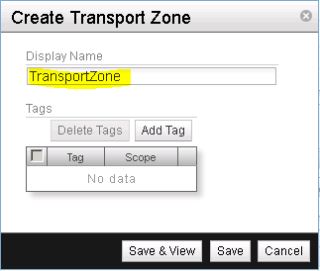 Create Transport Zone
Display Name
TransportZone
Tags
Delete Tags Add Tag
Tag Scope
No data
Save & View Save Cancel